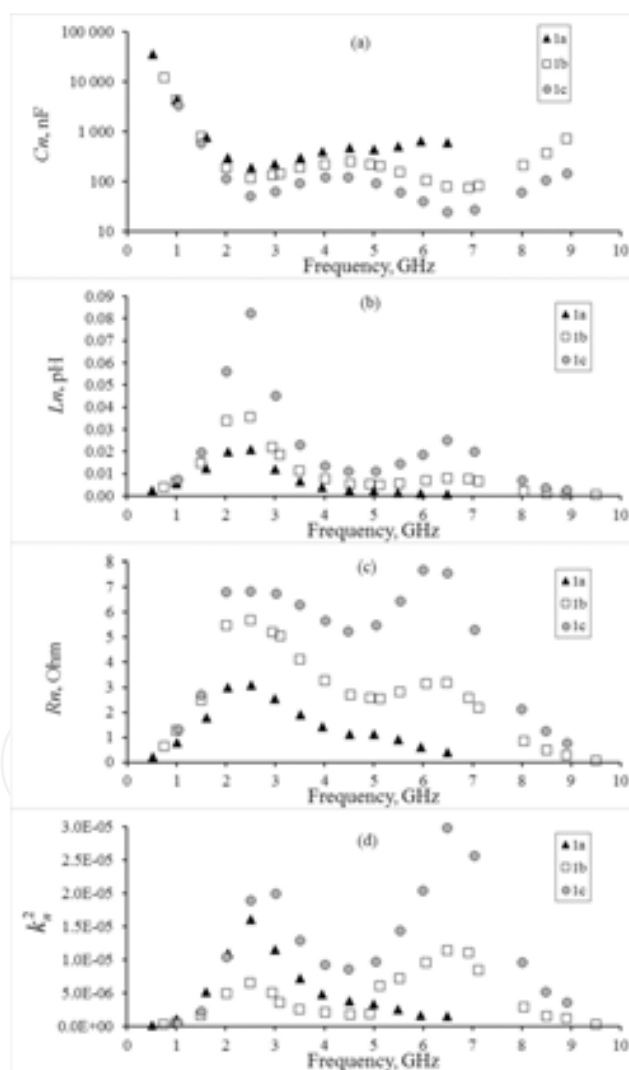 (a)
1a
1b
1c
100 000
10 000
1 000
100
10
Cn, nF
0 1 2 3 4 5 6 7 8 9 10
Frequency, GHz
(b)
1a
1b
1c
0.09
0.08
0.07
0.06
0.05
0.04
0.03
0.02
0.01
0.00
Ln, pH
0 1 2 3 4 5 6 7 8 9 10
Frequency, GHz
(c)
1a
1b
1c
8
7
6
5
4
3
2
1
0
Rn, Ohm
0 1 2 3 4 5 6 7 8 9 10
Frequency, GHz
(d)
1a
1b
1c
3.0E-05
2.5E-05
2.0E-05
1.5E-05
1.0E-05
5.0E-06
0.0E+00
k²ₙ
0 1 2 3 4 5 6 7 8 9 10
Frequency, GHz